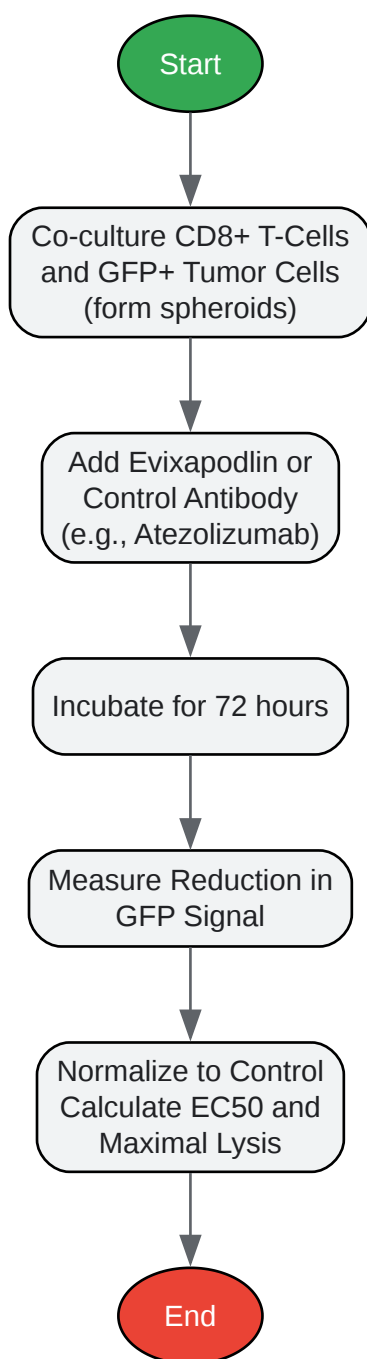 Start
Co-culture CD8+ T-Cells
and GFP+ Tumor Cells
(form spheroids)
Add Evixapodlin or
Control Antibody
(e.g., Atezolizumab)
Incubate for 72 hours
Measure Reduction in
GFP Signal
Normalize to Control
Calculate EC50 and
Maximal Lysis
End